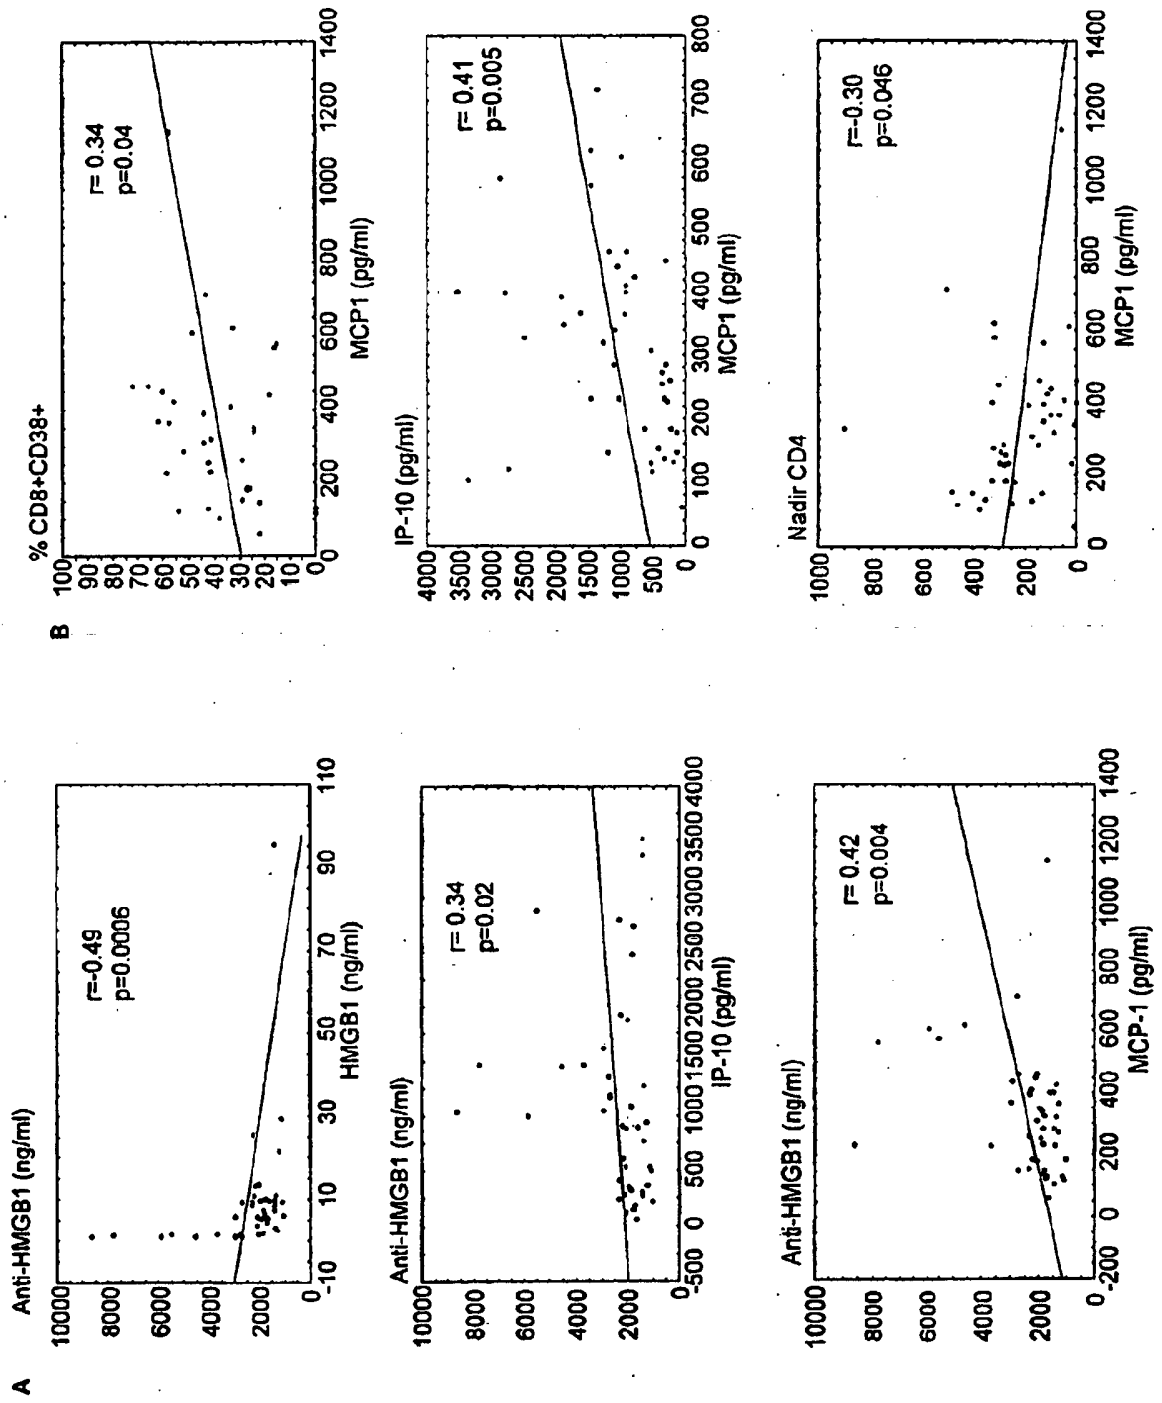 A
Anti-HMGB1 (ng/ml)
10000
8000
6000
4000
2000
0
r=-0.49
p=0.0006
-10
10
30
50
70
90
110
HMGB1 (ng/ml)
Anti-HMGB1 (ng/ml)
10000
8000
6000
4000
2000
0
r= 0.34
p=0.02
-500 0 500 1000 1500 2000 2500 3000 3500 4000
IP-10 (pg/ml)
Anti-HMGB1 (ng/ml)
10000
8000
6000
4000
2000
0
r= 0.42
p=0.004
-200 0 200 400 600 800 1000 1200 1400
MCP-1 (pg/ml)
B
% CD8+CD38+
100
90
80
70
60
50
40
30
20
10
0
r= 0.34
p=0.04
0 200 400 600 800 1000 1200 1400
MCP1 (pg/ml)
IP-10 (pg/ml)
4000
3500
3000
2500
2000
1500
1000
500
0
r= 0.41
p=0.005
0 100 200 300 400 500 600 700 800
MCP1 (pg/ml)
Nadir CD4
1000
800
600
400
200
0
r=-0.30
p=0.046
0 200 400 600 800 1000 1200 1400
MCP1 (pg/ml)